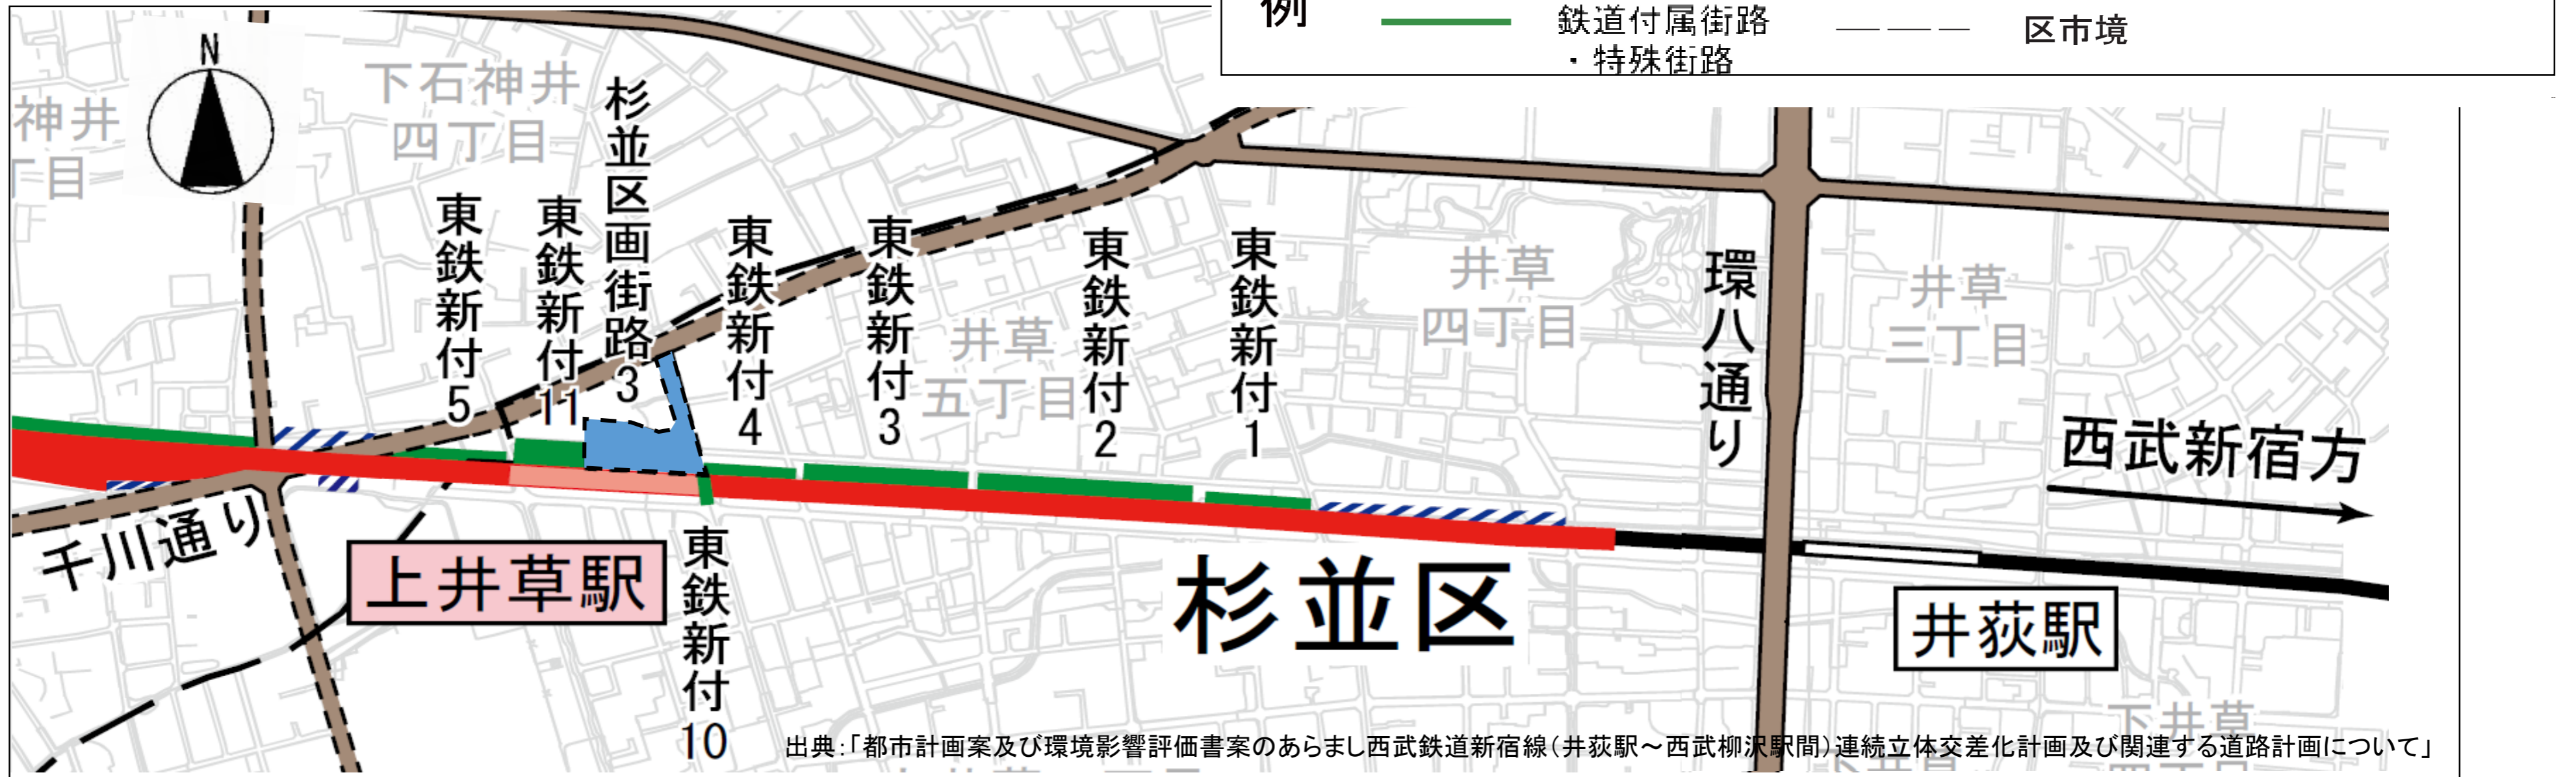 例
鉄道付属街路
・特殊街路
区市境
N
神井
丁目
下石神井
四丁目
東鉄新付5
東鉄新付11
杉並区画街路3
東鉄新付4
東鉄新付3
東鉄新付2
東鉄新付1
井草
五丁目
井草
四丁目
環八通り
井草
三丁目
西武新宿方
千川通り
上井草駅
東鉄新付10
杉並区
井荻駅
下井草
出典:「都市計画案及び環境影響評価書案のあらまし西武鉄道新宿線(井荻駅~西武柳沢駅間)連続立体交差化計画及び関連する道路計画について」